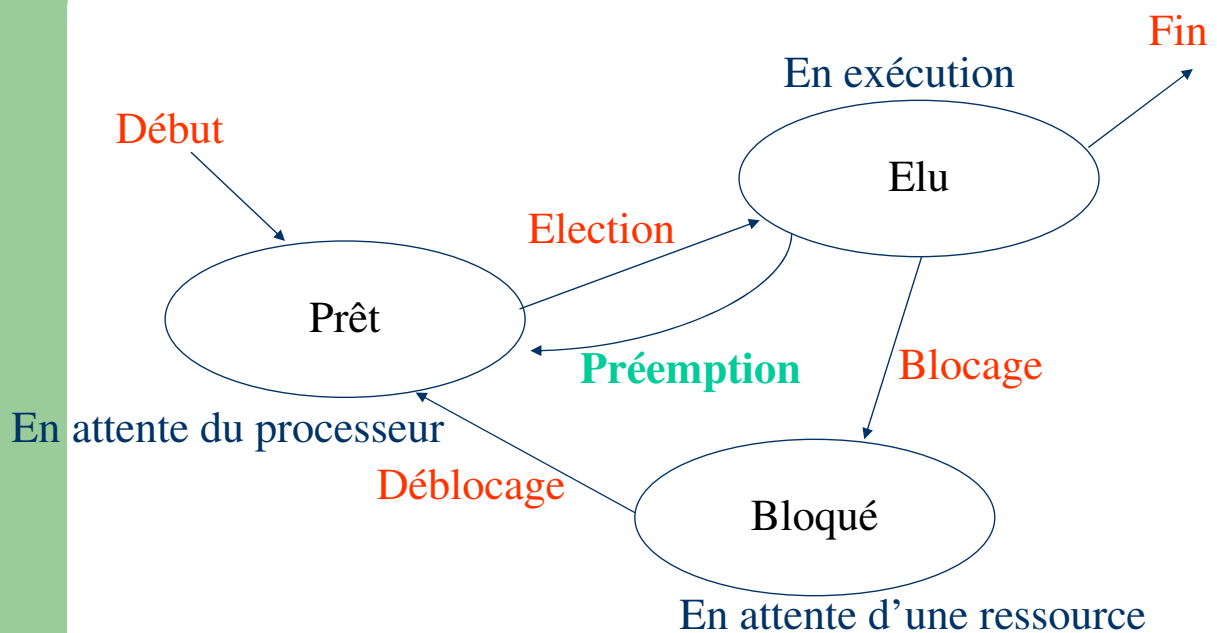 Fin
En exécution
Début
Elu
Election
Prêt
Préemption
Blocage
En attente du processeur
Déblocage
Bloqué
En attente d’une ressource